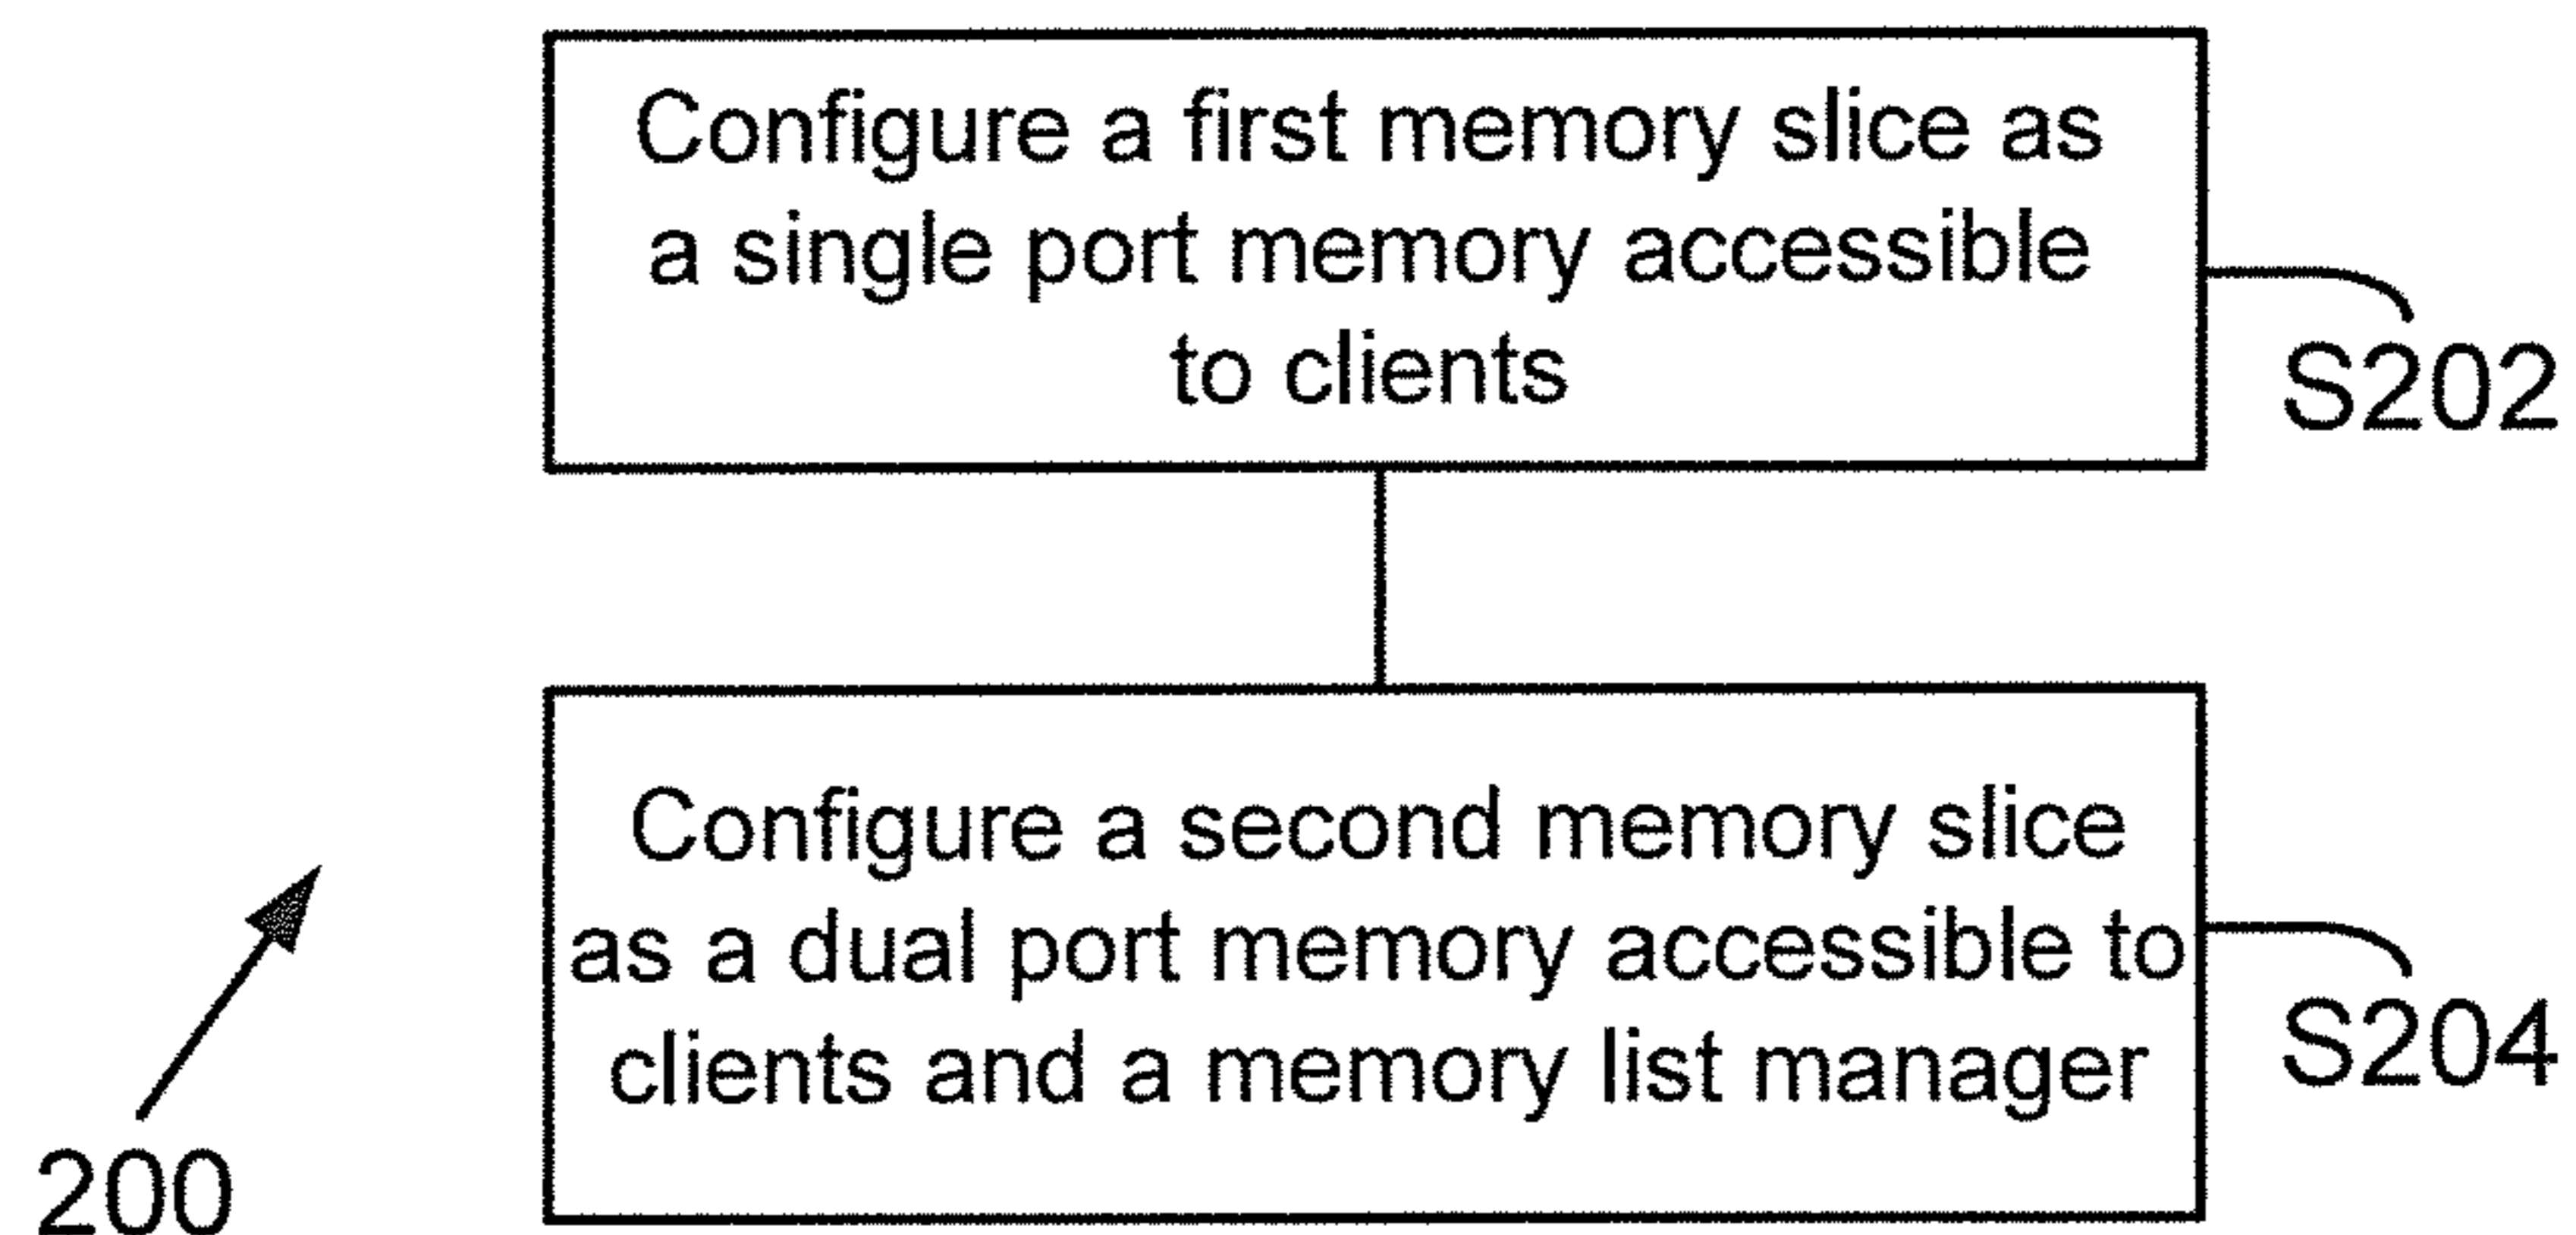 Configure a first memory slice as
a single port memory accessible
to clients
S202
Configure a second memory slice
as a dual port memory accessible to
clients and a memory list manager
S204
200